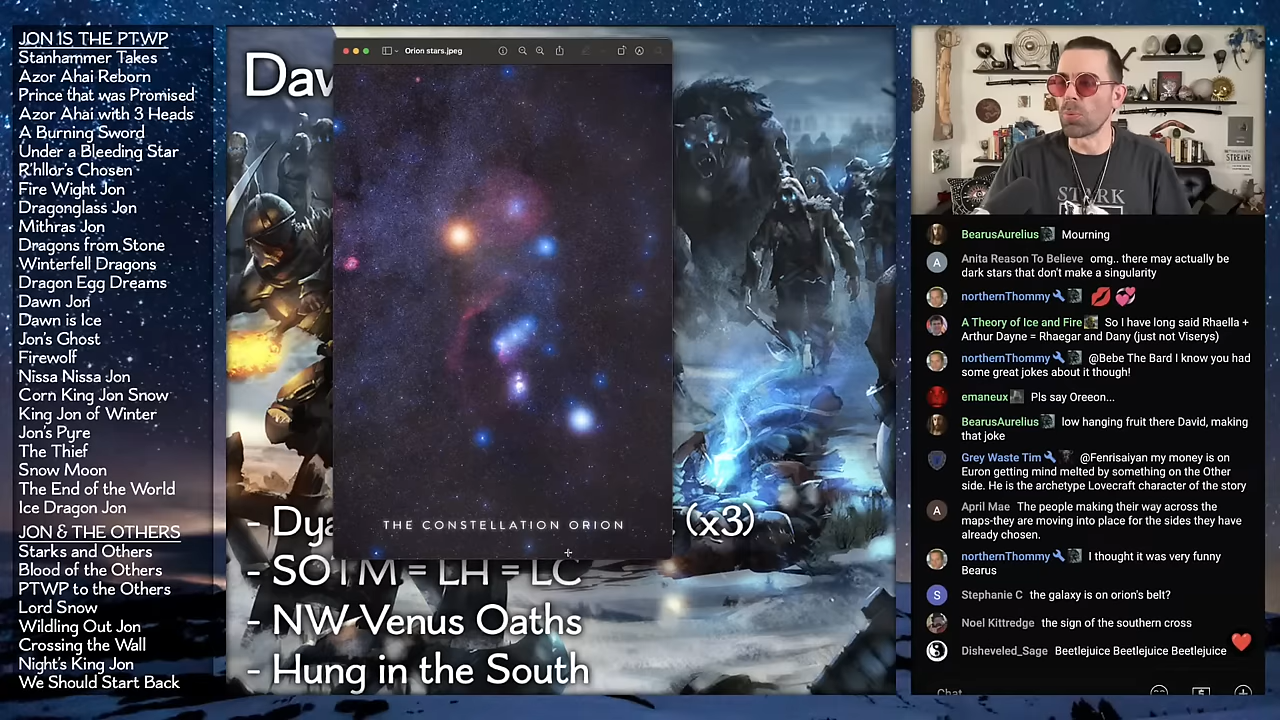 JON IS THE PTWP
Stanhammer Takes
Azor Ahai Reborn
Prince that was Promised
Azor Ahai with 3 Heads
A Burning Sword
Under a Bleeding Star
R'hllor's Chosen
Fire Wight Jon
Dragonglass Jon
Mithras Jon
Dragons from Stone
Winterfell Dragons
Dragon Egg Dreams
Dawn Jon
Dawn is Ice
Jon's Ghost
Firewolf
Nissa Nissa Jon
Corn King Jon Snow
King Jon of Winter
Jon's Pyre
The Thief
Snow Moon
The End of the World
Ice Dragon Jon
JON & THE OTHERS
Starks and Others
Blood of the Others
PTWP to the Others
Lord Snow
Wildling Out Jon
Crossing the Wall
Night's King Jon
We Should Start Back
Orion stars.jpeg
THE CONSTELLATION ORION
(x3)
- SOTM = LH = LC
- NW Venus Oaths
- Hung in the South
STARK
STREAMR
BearusAurelius Mourning
Anita Reason To Believe omg.. there may actually be
dark stars that don't make a singularity
northernThommy
A Theory of Ice and Fire So I have long said Rhaella +
Arthur Dayne = Rhaegar and Dany (just not Viserys)
northernThommy @Bebe The Bard I know you had
some great jokes about it though!
emaneux Pls say Oreeon...
BearusAurelius low hanging fruit there David, making
that joke
Grey Waste Tim @Fenrisaiyan my money is on
Euron getting mind melted by something on the Other
side. He is the archetype Lovecraft character of the story
April Mae The people making their way across the
maps-they are moving into place for the sides they have
already chosen.
northernThommy I thought it was very funny
Bearus
Stephanie C the galaxy is on orion's belt?
Noel Kittredge the sign of the southern cross
Disheveled_Sage Beetlejuice Beetlejuice Beetlejuice
Chat